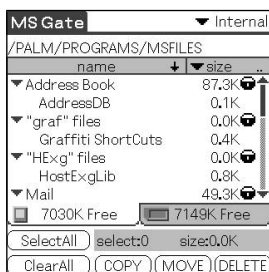 MS Gate ▼ Internal
/PALM/PROGRAMS/MSFILES
name ↓ ▼size ..
▼Address Book 87.3K
AddressDB 0.1K
▼"graf" files 0.0K
Graffiti ShortCuts 0.4K
▼"HExg" files 0.0K
HostExgLib 0.8K
▼Mail 49.3K
7030K Free 7149K Free
SelectAll select:0 size:0.0K
ClearAll COPY MOVE DELETE